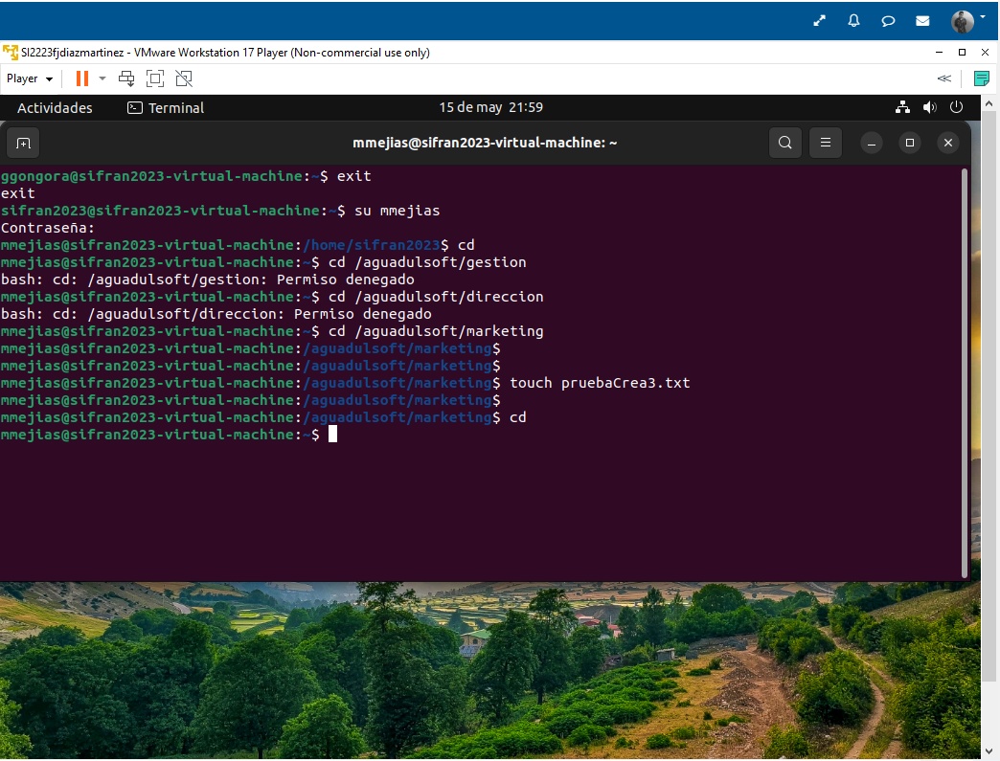 SI2223fjdiazmartinez - VMware Workstation 17 Player (Non-commercial use only)
Player
Actividades Terminal 15 de may 21:59
mmejias@sifran2023-virtual-machine: ~
ggongora@sifran2023-virtual-machine:~$ exit
exit
sifran2023@sifran2023-virtual-machine:~$ su mmejias
Contraseña:
mmejias@sifran2023-virtual-machine:/home/sifran2023$ cd
mmejias@sifran2023-virtual-machine:~$ cd /aguadulsoft/gestion
bash: cd: /aguadulsoft/gestion: Permiso denegado
mmejias@sifran2023-virtual-machine:~$ cd /aguadulsoft/direccion
bash: cd: /aguadulsoft/direccion: Permiso denegado
mmejias@sifran2023-virtual-machine:~$ cd /aguadulsoft/marketing
mmejias@sifran2023-virtual-machine:/aguadulsoft/marketing$
mmejias@sifran2023-virtual-machine:/aguadulsoft/marketing$
mmejias@sifran2023-virtual-machine:/aguadulsoft/marketing$ touch pruebaCrea3.txt
mmejias@sifran2023-virtual-machine:/aguadulsoft/marketing$
mmejias@sifran2023-virtual-machine:/aguadulsoft/marketing$ cd
mmejias@sifran2023-virtual-machine:~$